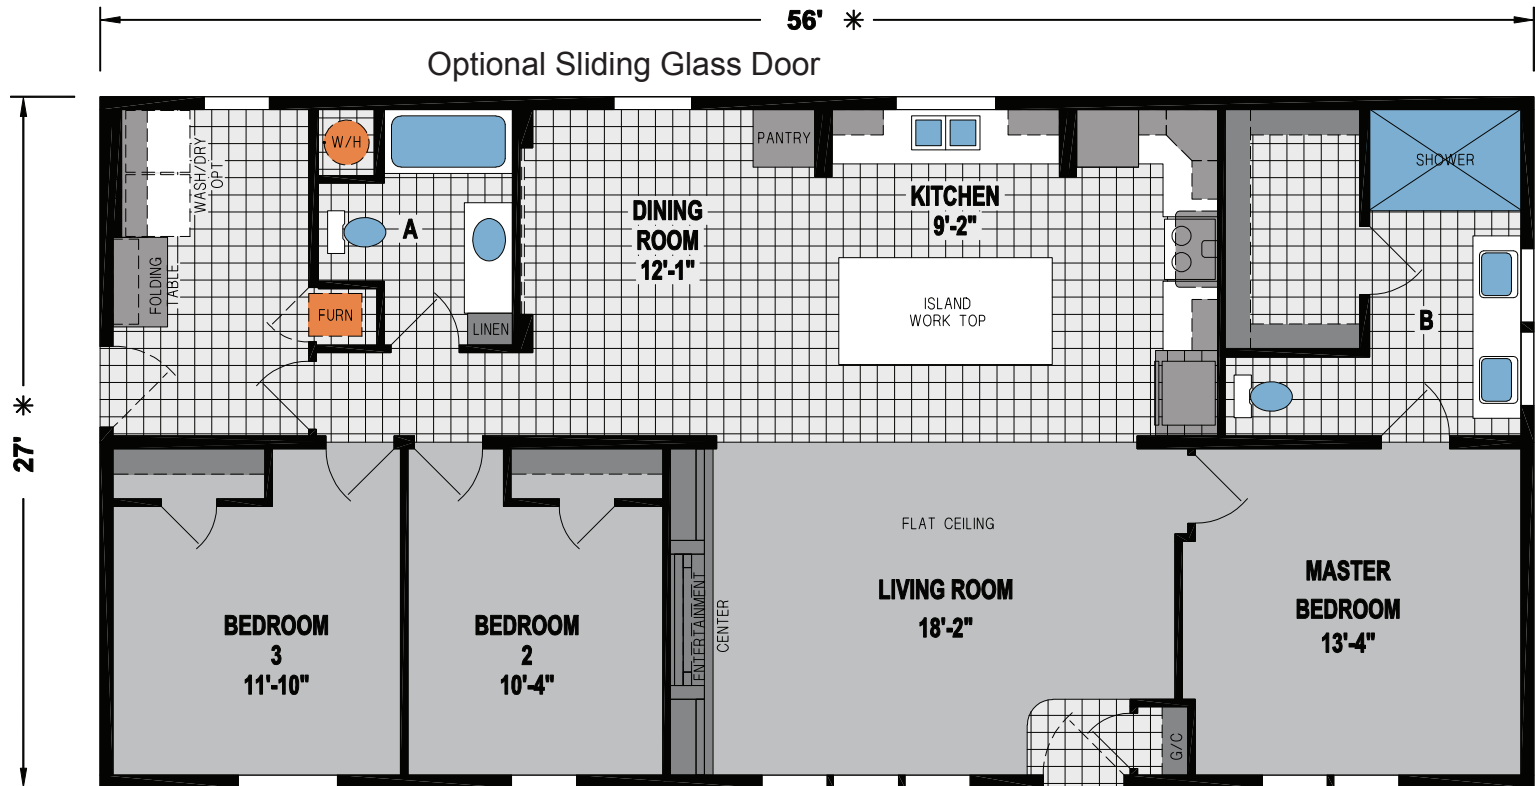 56' ✳
Optional Sliding Glass Door
27' ✳
WASH/DRY
OPT
W/H
A
FOLDING
TABLE
FURN
LINEN
DINING
ROOM
12'-1"
PANTRY
KITCHEN
9'-2"
ISLAND
WORK TOP
SHOWER
B
BEDROOM
3
11'-10"
BEDROOM
2
10'-4"
ENTERTAINMENT
CENTER
FLAT CEILING
LIVING ROOM
18'-2"
G/C
MASTER
BEDROOM
13'-4"